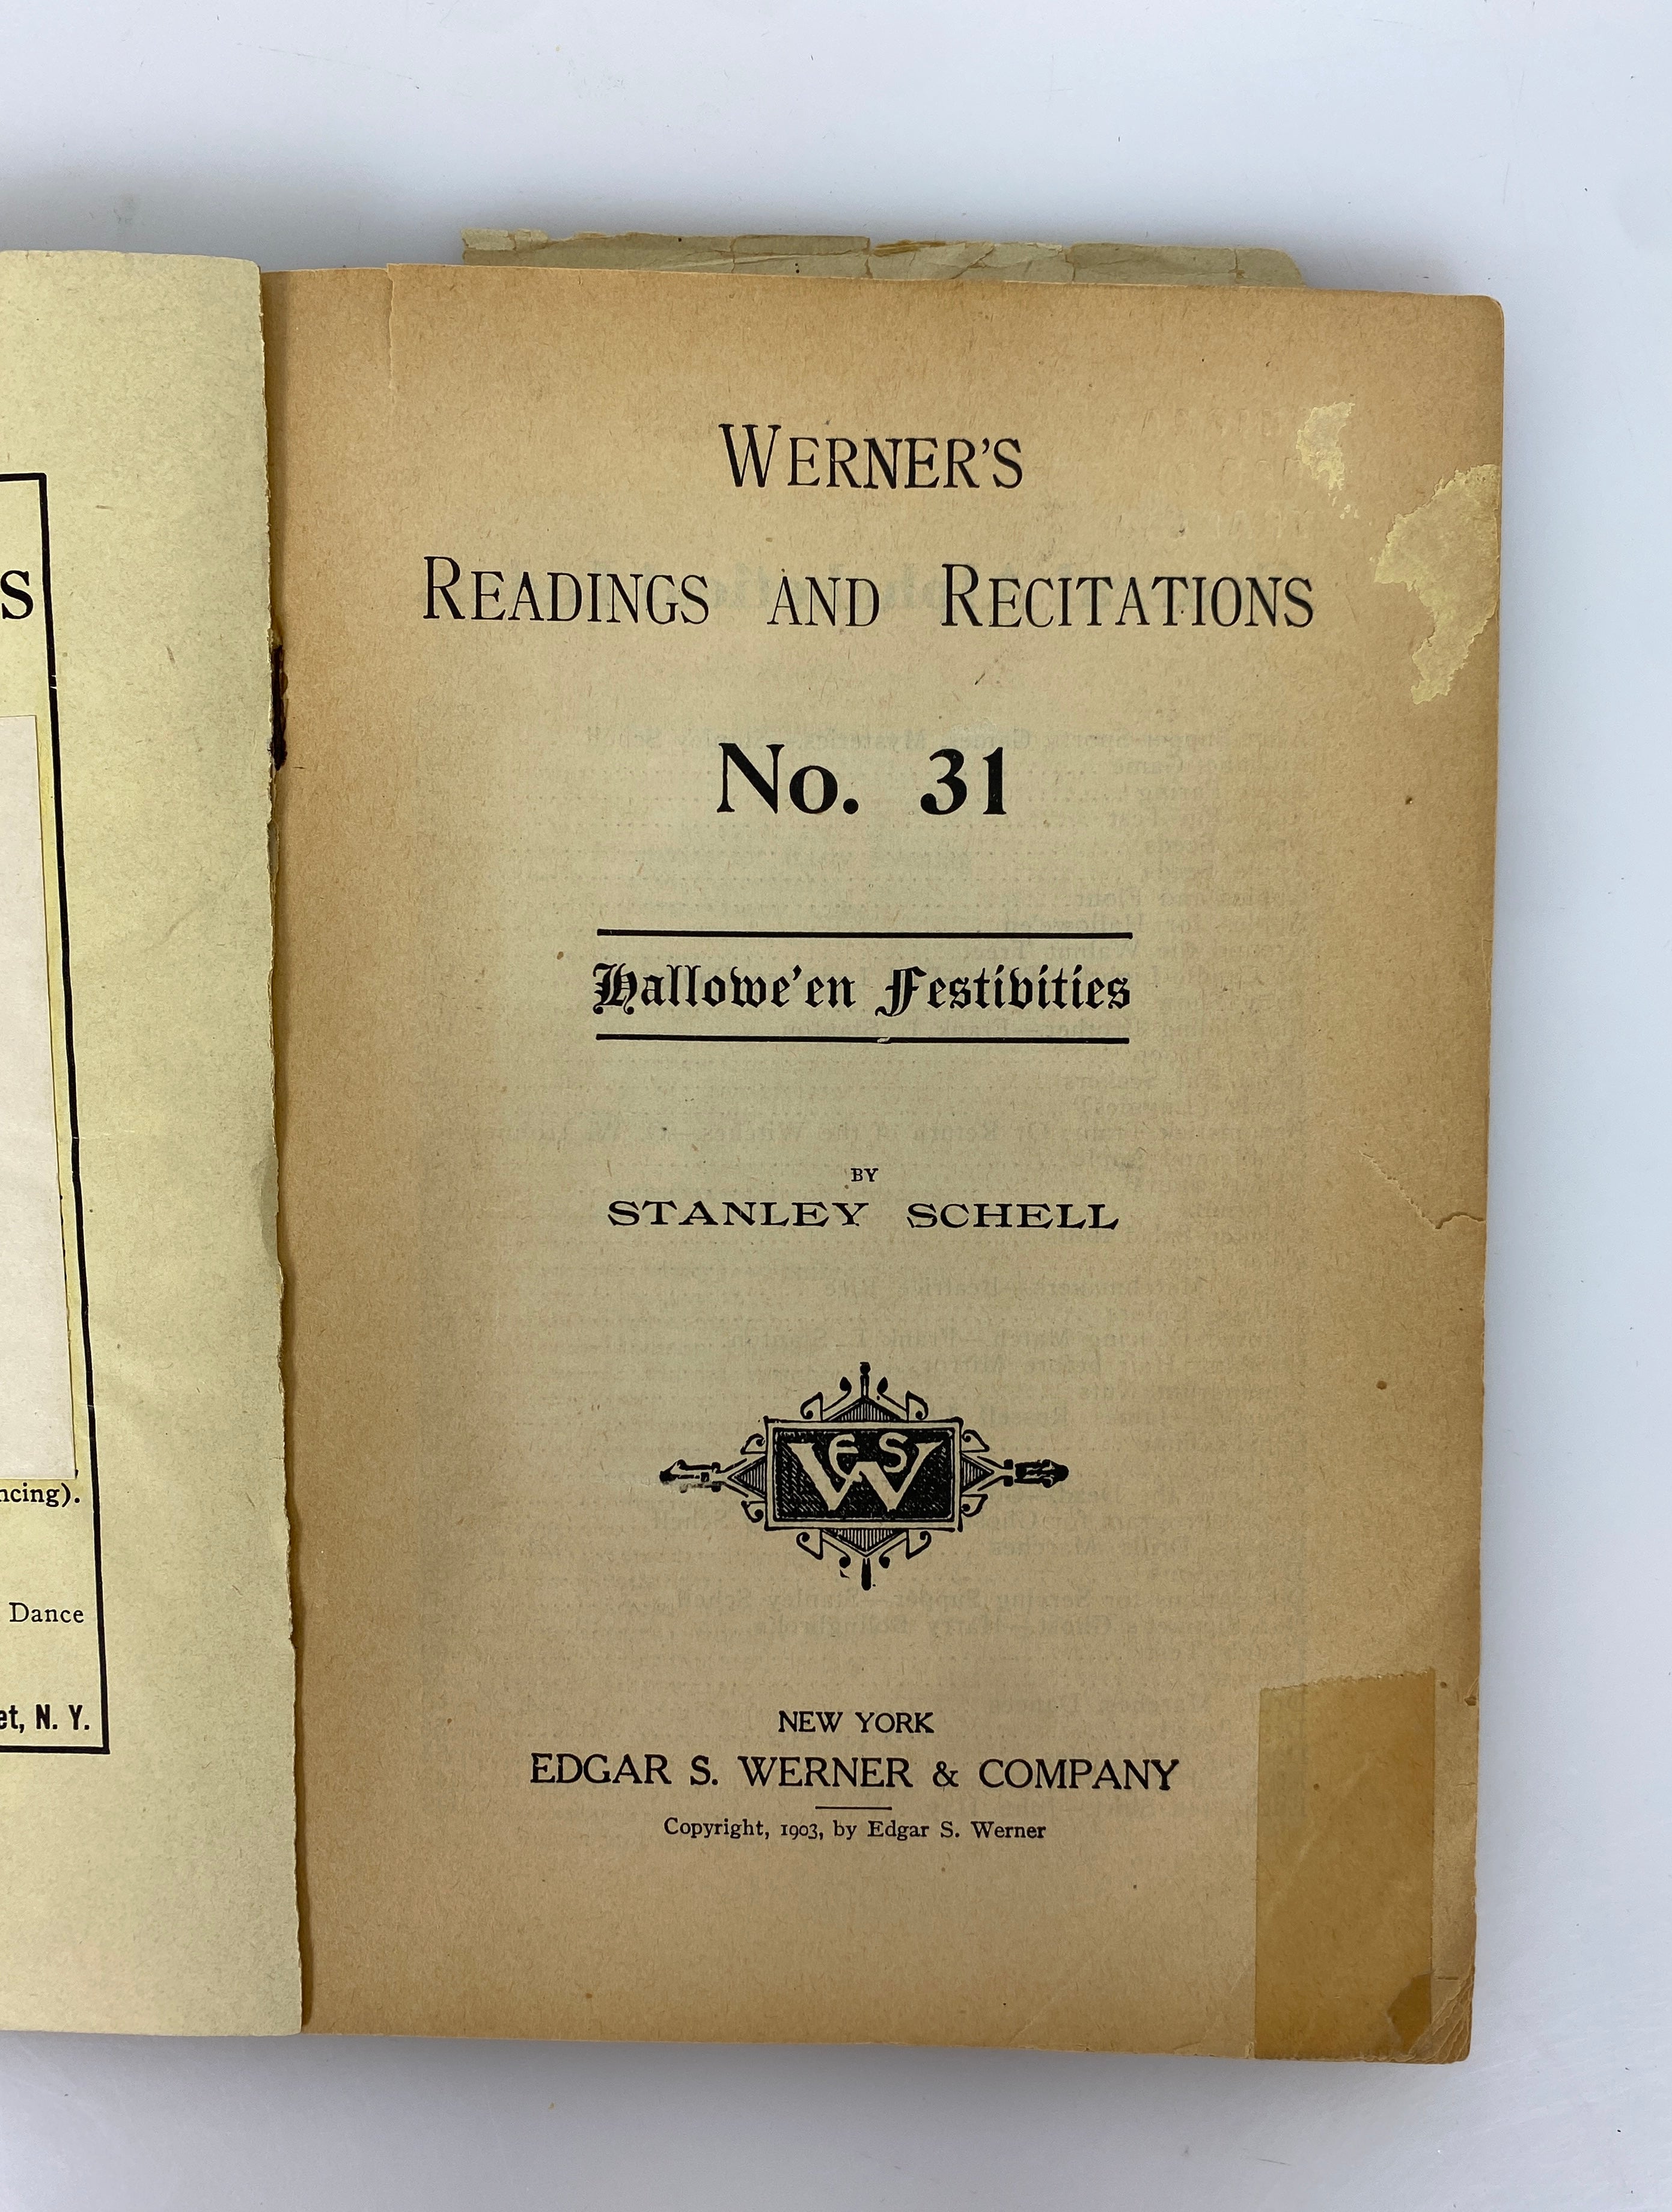 S
ncing).
Dance
et, N. Y.
WERNER'S
READINGS AND RECITATIONS
No. 31
Hallowe'en Festivities
BY
STANLEY SCHELL
W E S
NEW YORK
EDGAR S. WERNER & COMPANY
Copyright, 1903, by Edgar S. Werner